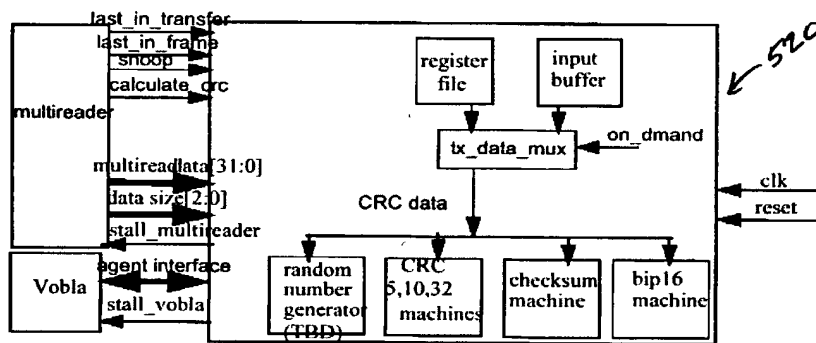 last_in_transfer
last_in_frame
snoop
calculate_crc
multireader
multireaddata[31:0]
data size[2:0]
stall_multireader
Vobla
agent interface
stall_vobla
register
file
input
buffer
tx_data_mux
on_dmand
CRC data
random
number
generator
(TBD)
CRC
5,10,32
machines
checksum
machine
bip16
machine
520
clk
reset